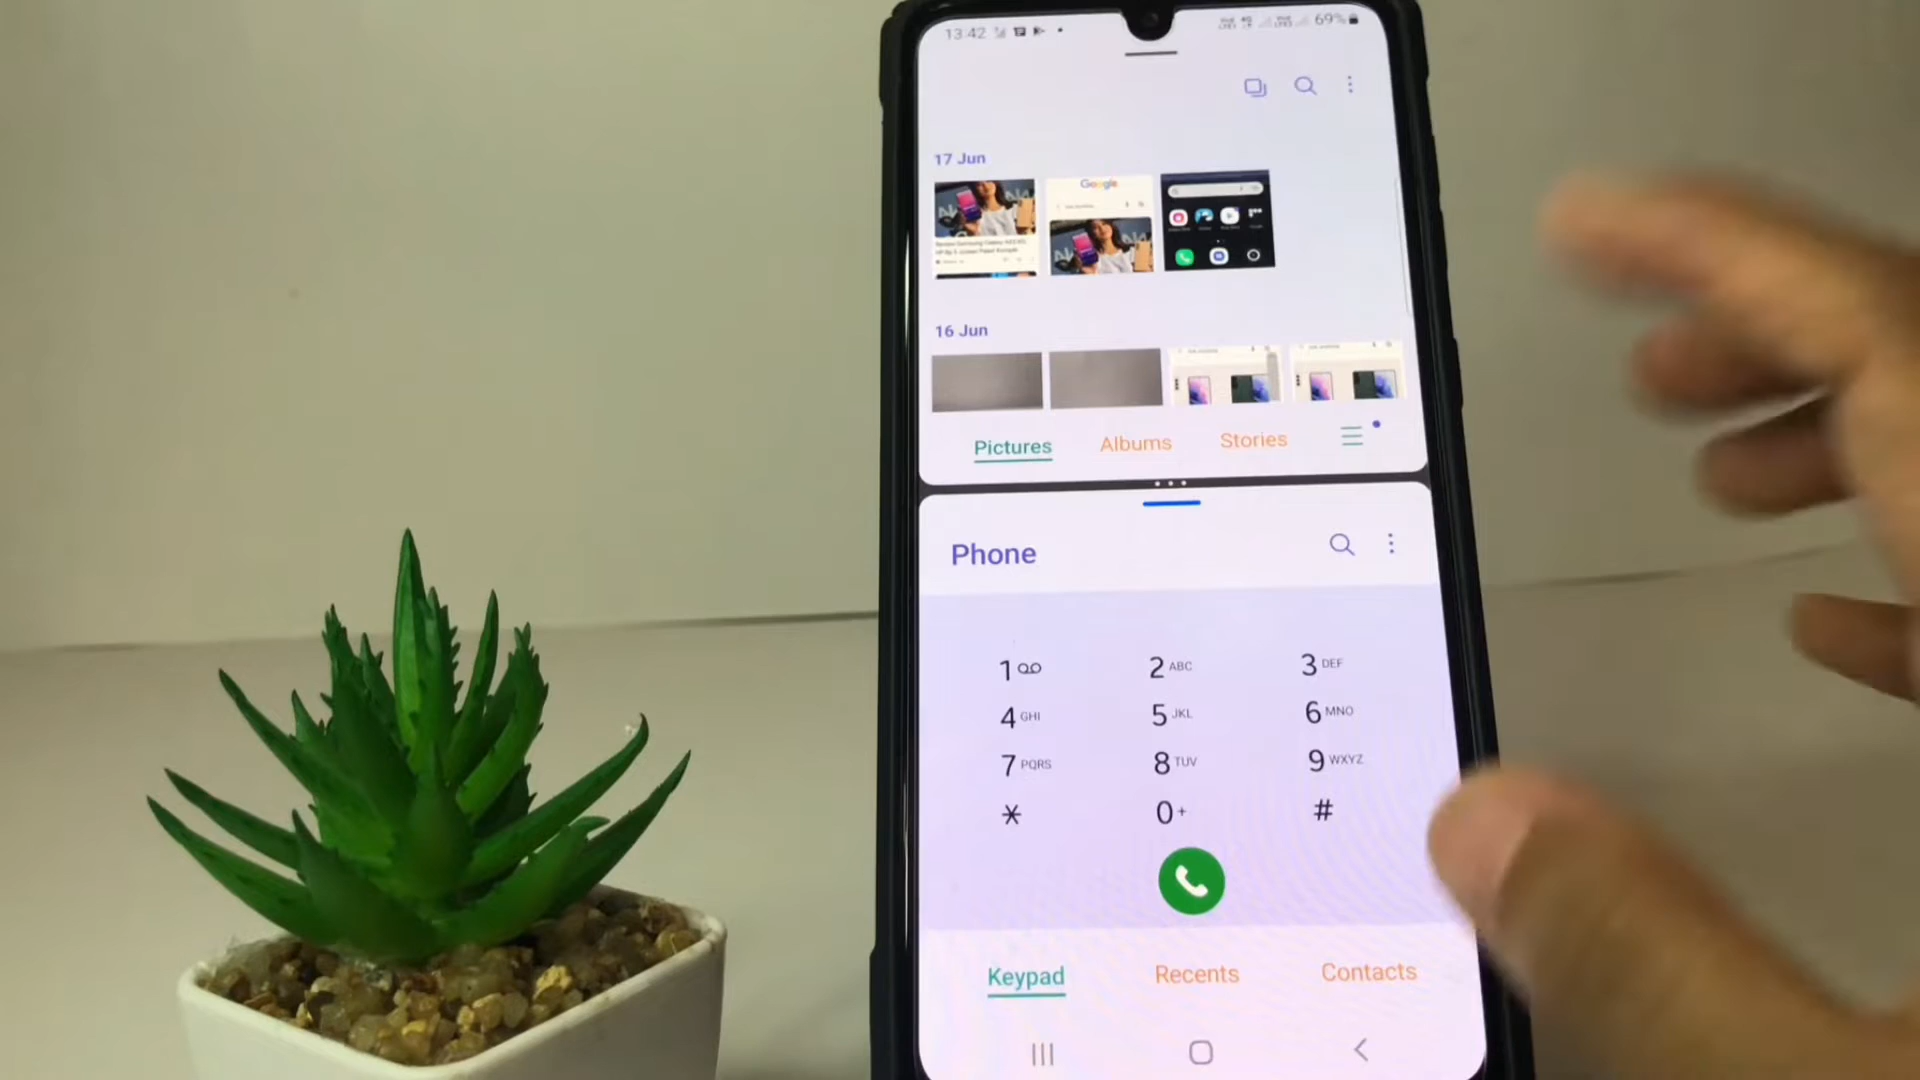 13.42
69%
17 Jun
Google
16 Jun
Pictures Albums Stories
Phone
1 2 ABC 3 DEF
4 GHI 5 JKL 6 MNO
7 PQRS 8 TUV 9 WXYZ
* 0 + #
Keypad Recents Contacts